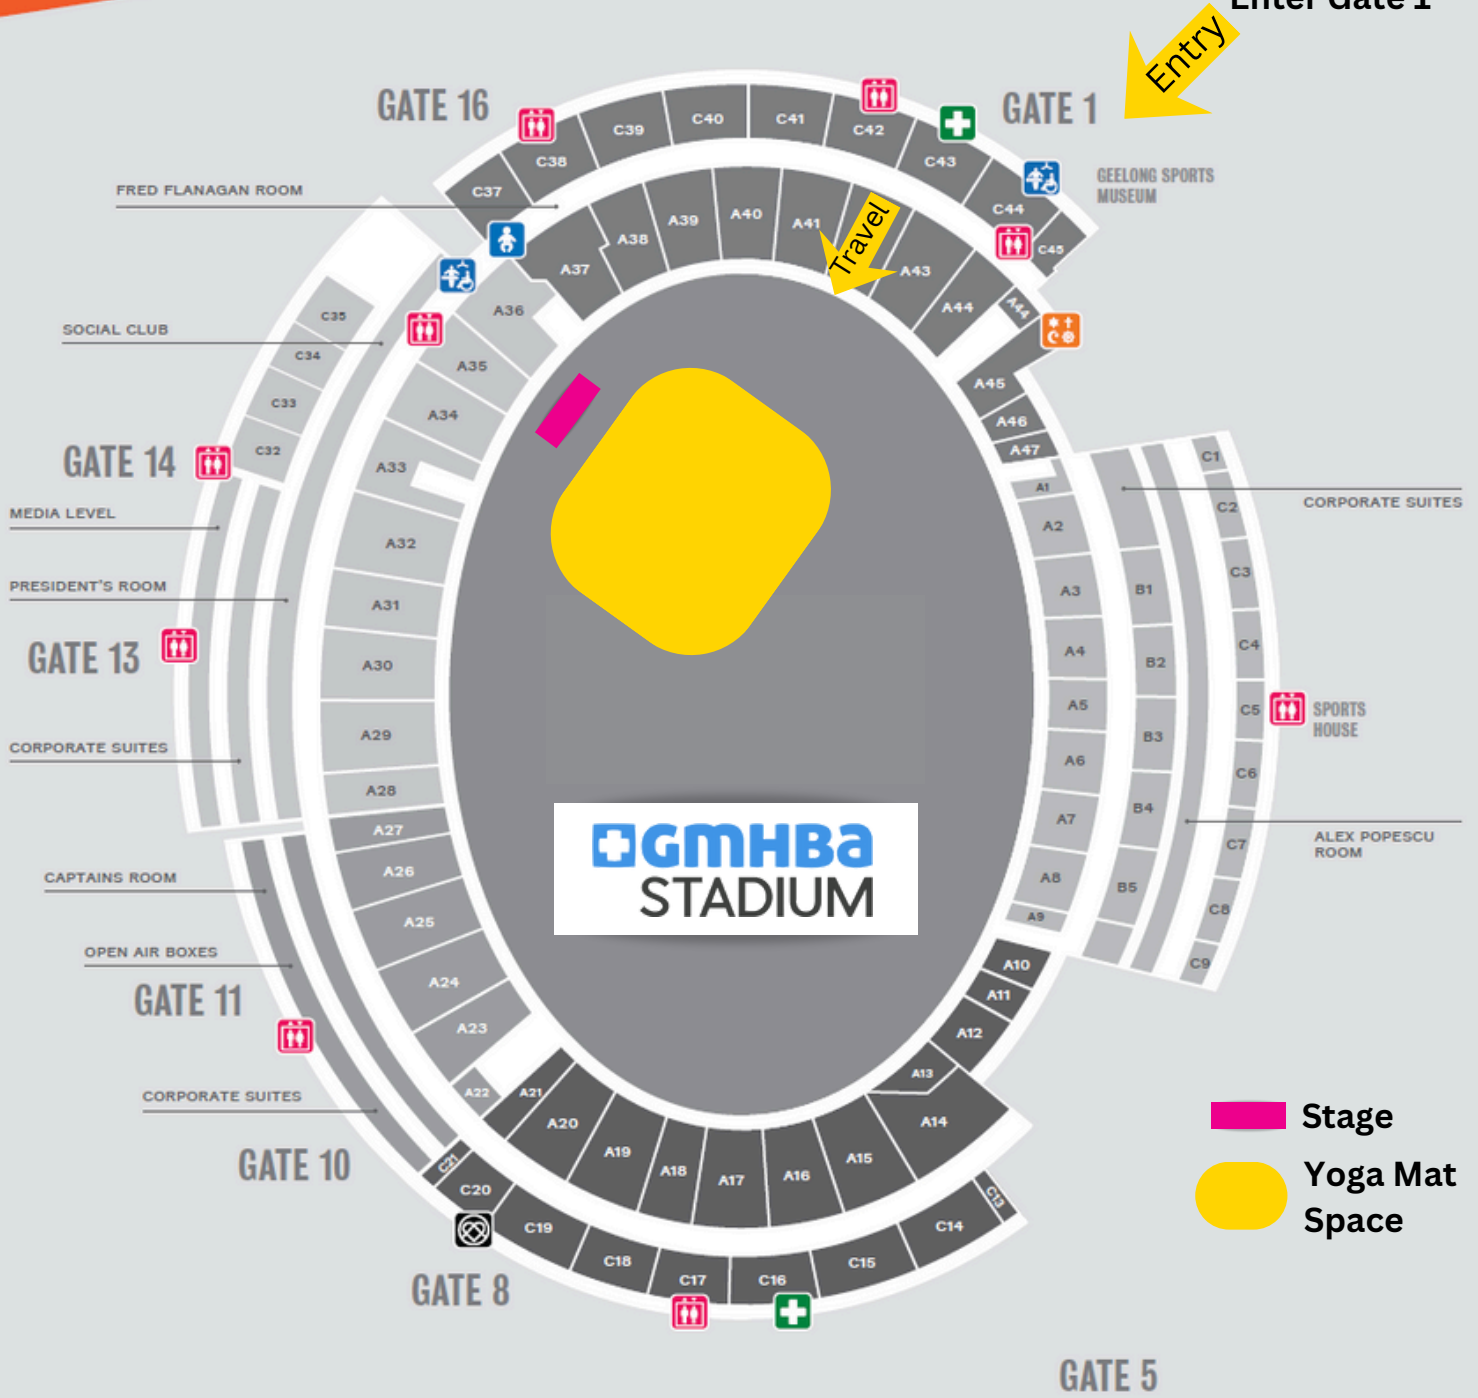 Enter Gate 1
Entry
GATE 16
GATE 1
GEELONG SPORTS
MUSEUM
FRED FLANAGAN ROOM
C37
C38
C39
C40
C41
C42
C43
C44
C45
A36
A37
A38
A39
A40
A41
Travel
A43
A44
A44
A45
A46
A47
SOCIAL CLUB
C35
C34
C33
C32
A35
A34
A33
A32
A31
A30
A29
A28
A27
A26
A25
A24
A23
A22
GATE 14
MEDIA LEVEL
PRESIDENT'S ROOM
GATE 13
CORPORATE SUITES
CAPTAINS ROOM
OPEN AIR BOXES
GATE 11
CORPORATE SUITES
GATE 10
GATE 8
A1
A2
A3
A4
A5
A6
A7
A8
A9
B1
B2
B3
B4
B5
C1
C2
C3
C4
C5
C6
C7
C8
C9
CORPORATE SUITES
SPORTS
HOUSE
ALEX POPESCU
ROOM
GMHBa
STADIUM
A10
A11
A12
A13
A14
A15
A16
A17
A18
A19
A20
A21
C21
C20
C19
C18
C17
C16
C15
C14
C13
Stage
Yoga Mat
Space
GATE 5